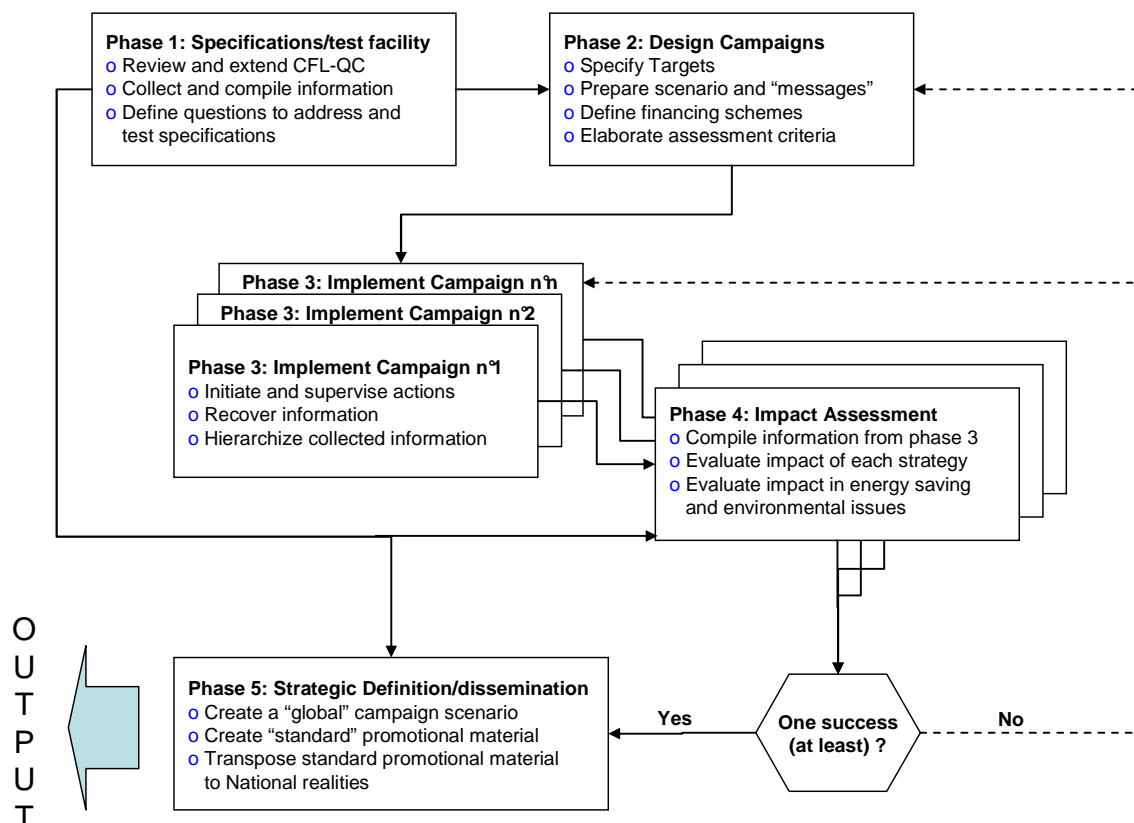 Phase 1: Specifications/test facility
o Review and extend CFL-QC
o Collect and compile information
o Define questions to address and
test specifications
Phase 2: Design Campaigns
o Specify Targets
o Prepare scenario and “messages”
o Define financing schemes
o Elaborate assessment criteria
Phase 3: Implement Campaign n°n
Phase 3: Implement Campaign n°2
Phase 3: Implement Campaign n°1
o Initiate and supervise actions
o Recover information
o Hierarchize collected information
Phase 4: Impact Assessment
o Compile information from phase 3
o Evaluate impact of each strategy
o Evaluate impact in energy saving
and environmental issues
O
U
T
P
U
T
Phase 5: Strategic Definition/dissemination
o Create a “global” campaign scenario
o Create “standard” promotional material
o Transpose standard promotional material
to National realities
Yes
One success
(at least) ?
No